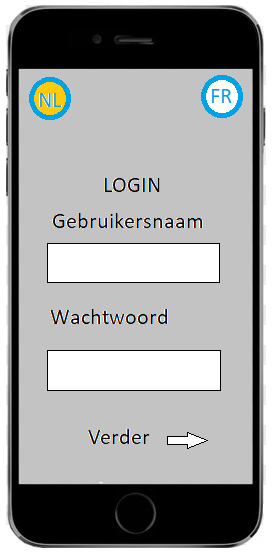 NL
FR
LOGIN
Gebruikersnaam
Wachtwoord
Verder